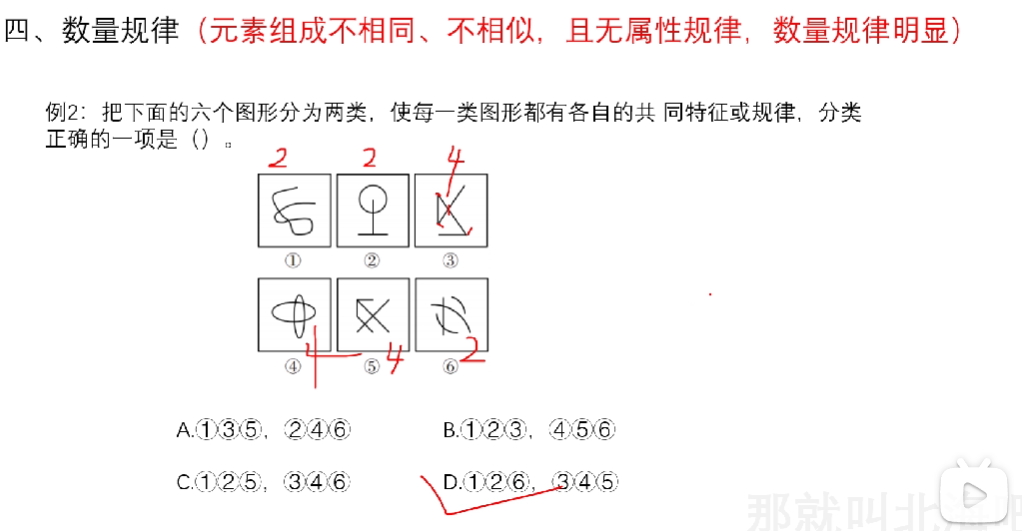 四、数量规律（元素组成不相同、不相似，且无属性规律，数量规律明显）
例2：把下面的六个图形分为两类，使每一类图形都有各自的共 同特征或规律，分类
正确的一项是（）。
2 2 4
① ② ③
4 4 2
④ ⑤ ⑥
A.①③⑤，②④⑥ B.①②③，④⑤⑥
C.①②⑤，③④⑥ D.①②⑥，③④⑤
那就叫北